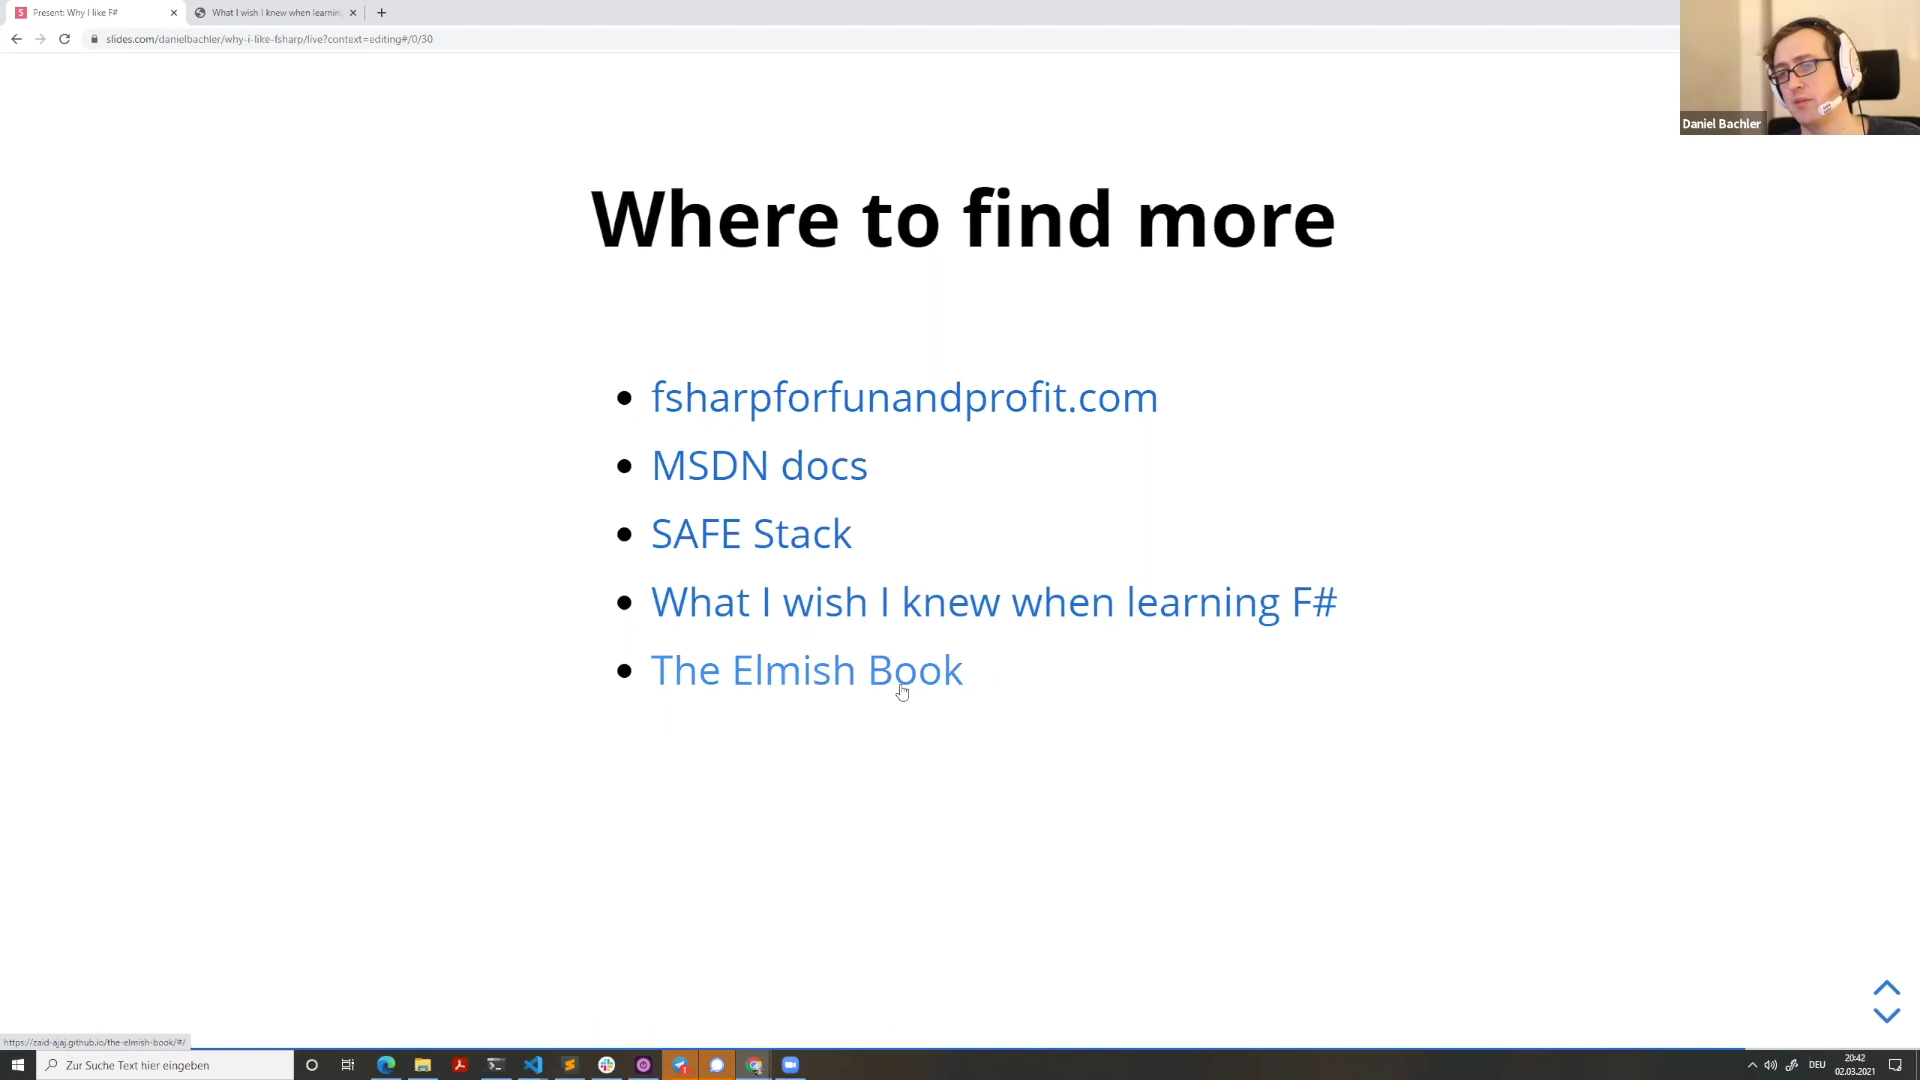 Present: Why I like F#
What I wish I knew when learnin
slides.com/danielbachler/why-i-like-fsharp/live?context=editing#/0/30
Daniel Bachler
Where to find more
fsharpforfunandprofit.com
MSDN docs
SAFE Stack
What I wish I knew when learning F#
The Elmish Book
https://zaid-ajaj.github.io/the-elmish-book/#/
Zur Suche Text hier eingeben
DEU
20:42
02.03.2021